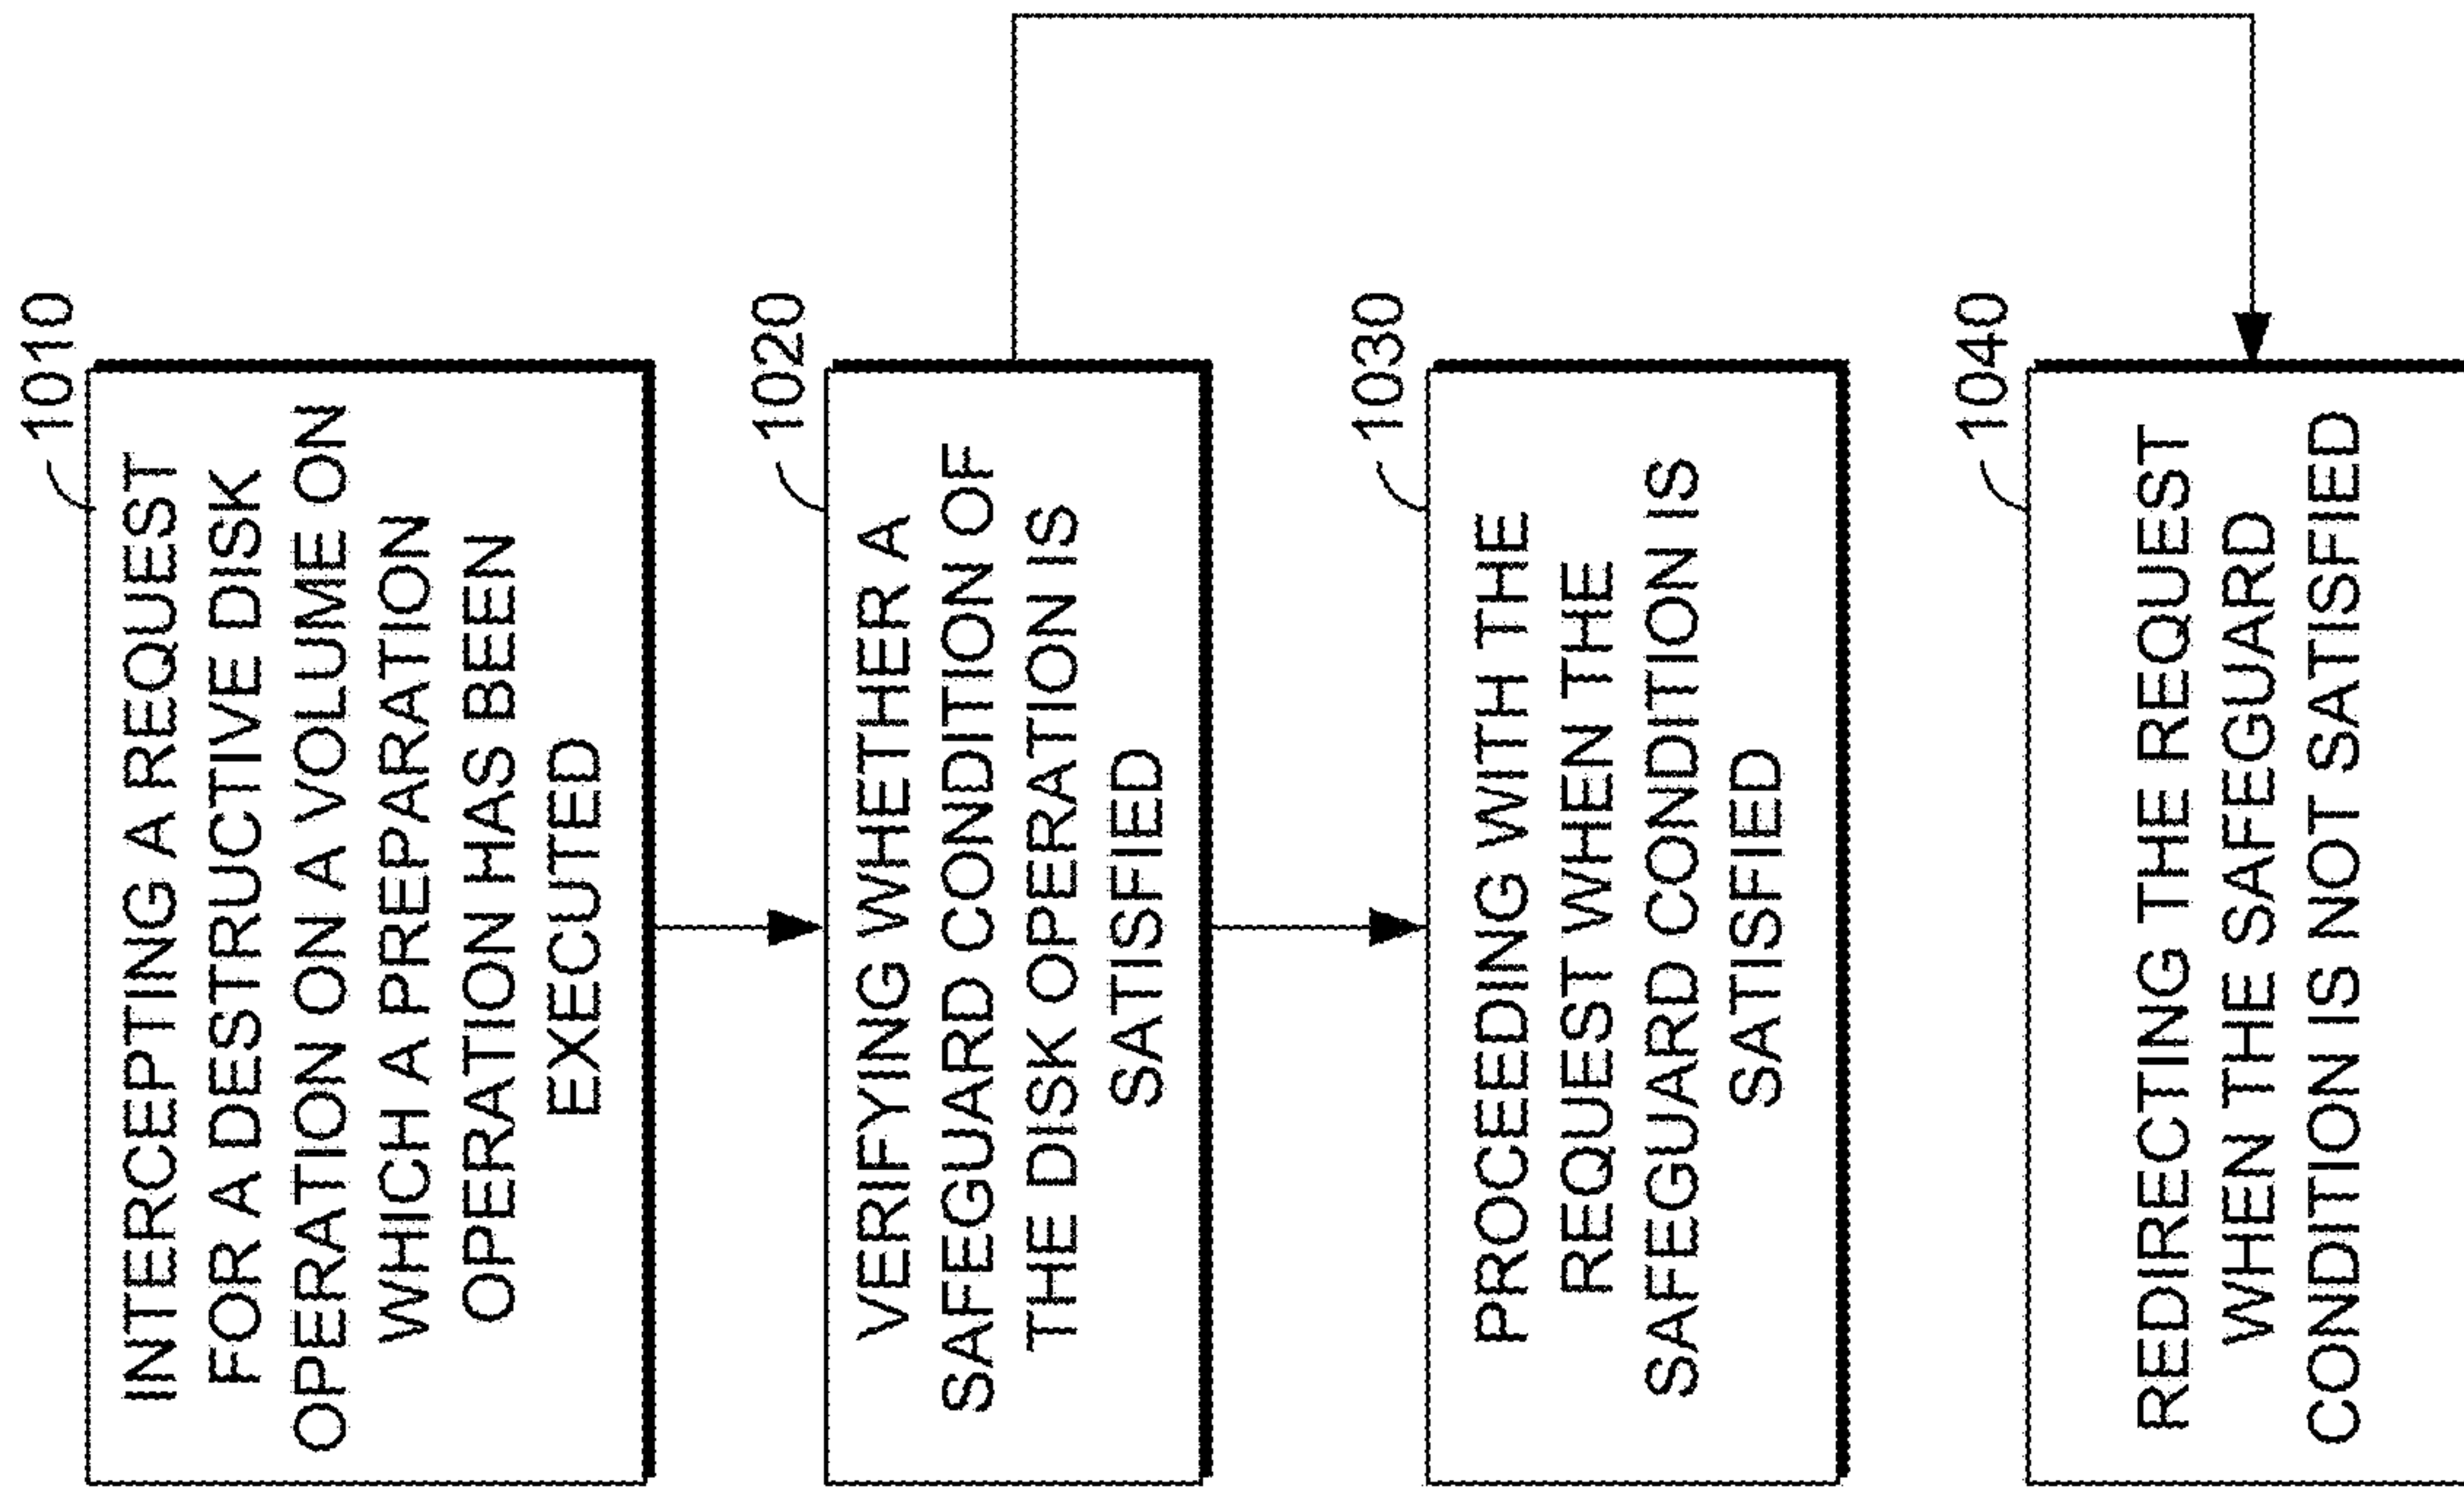 1010
INTERCEPTING A REQUEST
FOR A DESTRUCTIVE DISK
OPERATION ON A VOLUME ON
WHICH A PREPARATION
OPERATION HAS BEEN
EXECUTED
1020
VERIFYING WHETHER A
SAFEGUARD CONDITION OF
THE DISK OPERATION IS
SATISFIED
1030
PROCEEDING WITH THE
REQUEST WHEN THE
SAFEGUARD CONDITION IS
SATISFIED
1040
REDIRECTING THE REQUEST
WHEN THE SAFEGUARD
CONDITION IS NOT SATISFIED